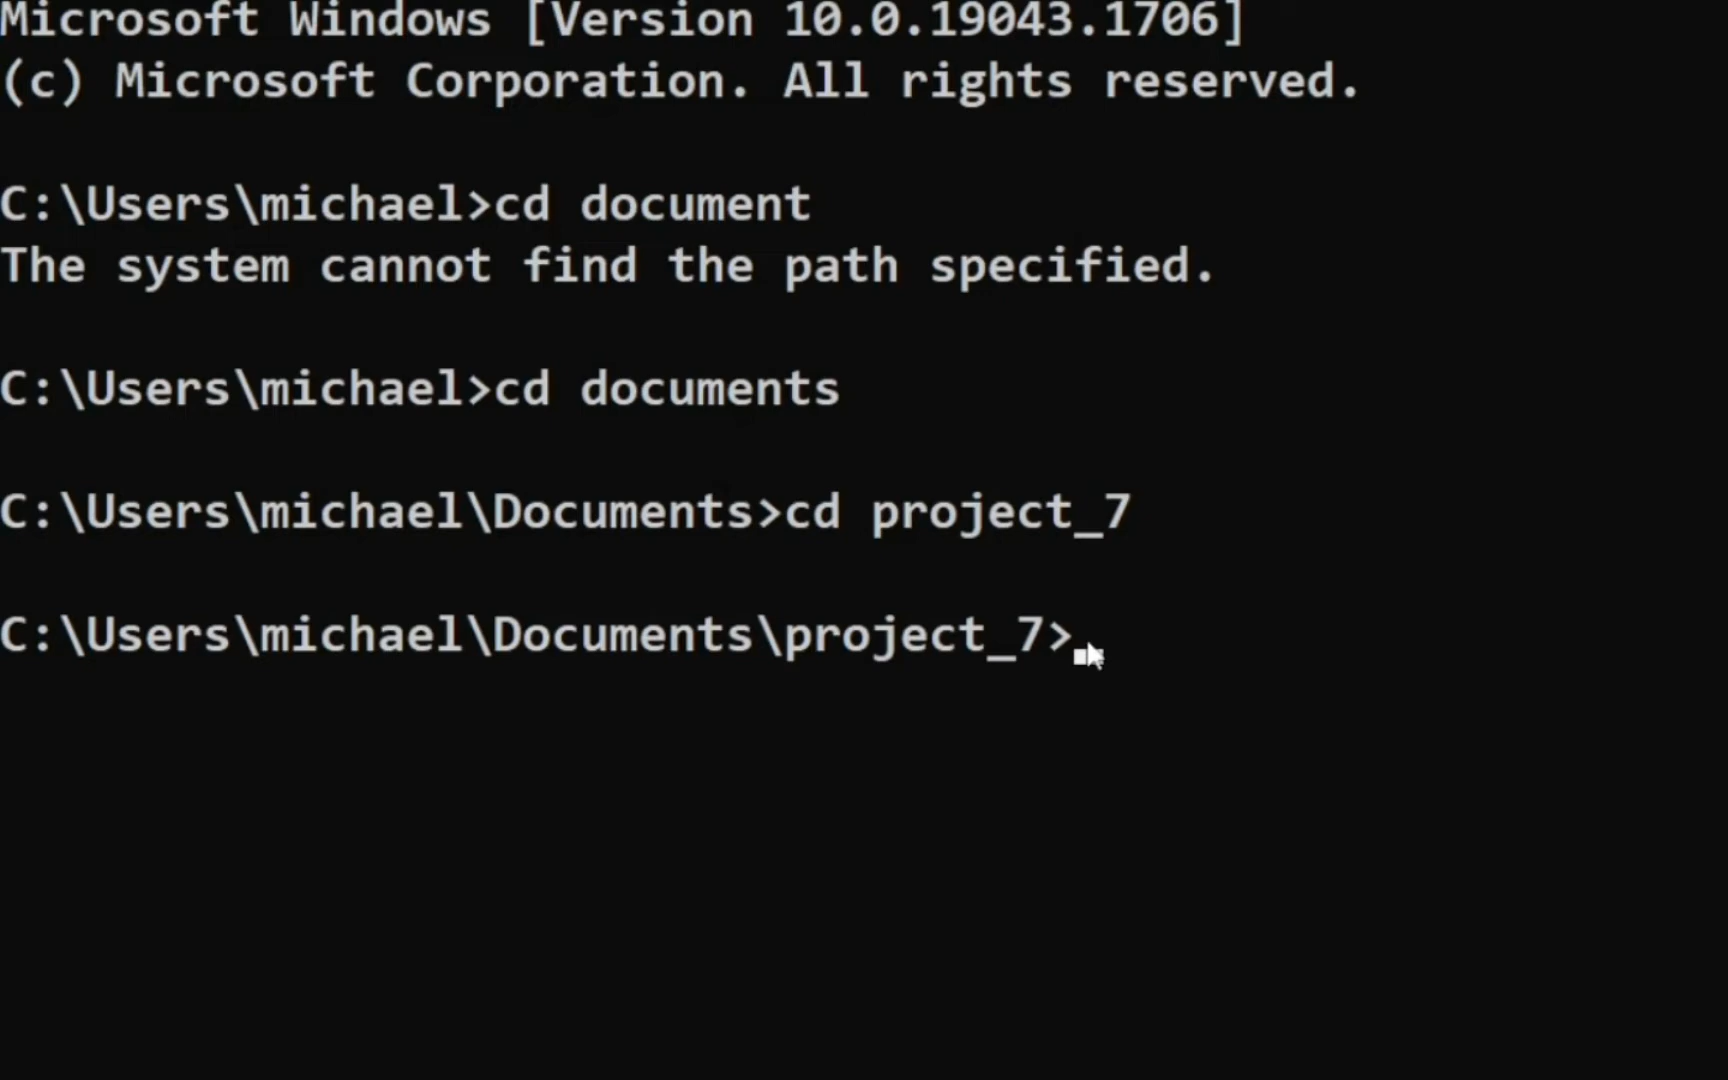 Microsoft Windows [Version 10.0.19043.1706]
(c) Microsoft Corporation. All rights reserved.
C:\Users\michael>cd document
The system cannot find the path specified.
C:\Users\michael>cd documents
C:\Users\michael\Documents>cd project_7
C:\Users\michael\Documents\project_7>